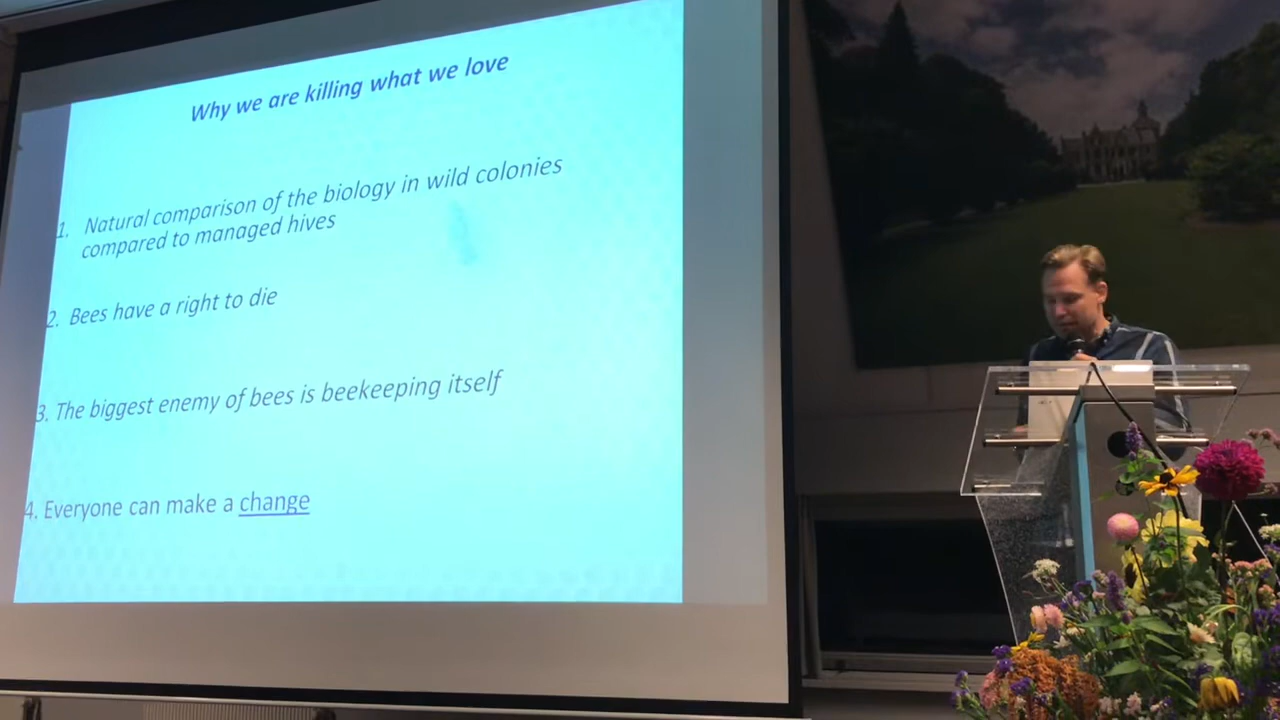 Why we are killing what we love
1. Natural comparison of the biology in wild colonies
compared to managed hives
2. Bees have a right to die
3. The biggest enemy of bees is beekeeping itself
4. Everyone can make a change